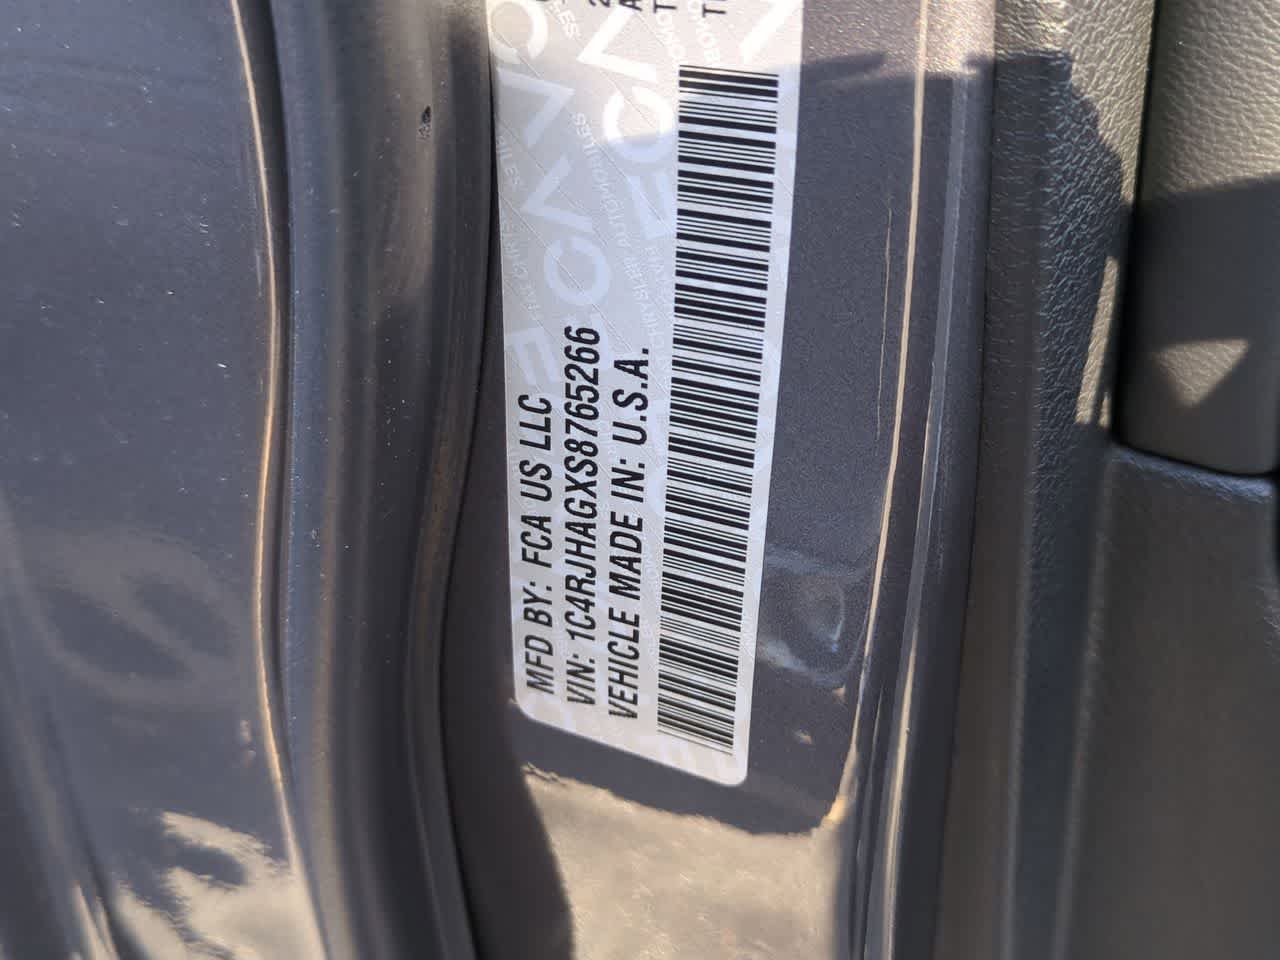 MFD BY: FCA US LLC
VIN: 1C4RJHAGXS8765266
VEHICLE MADE IN: U.S.A.